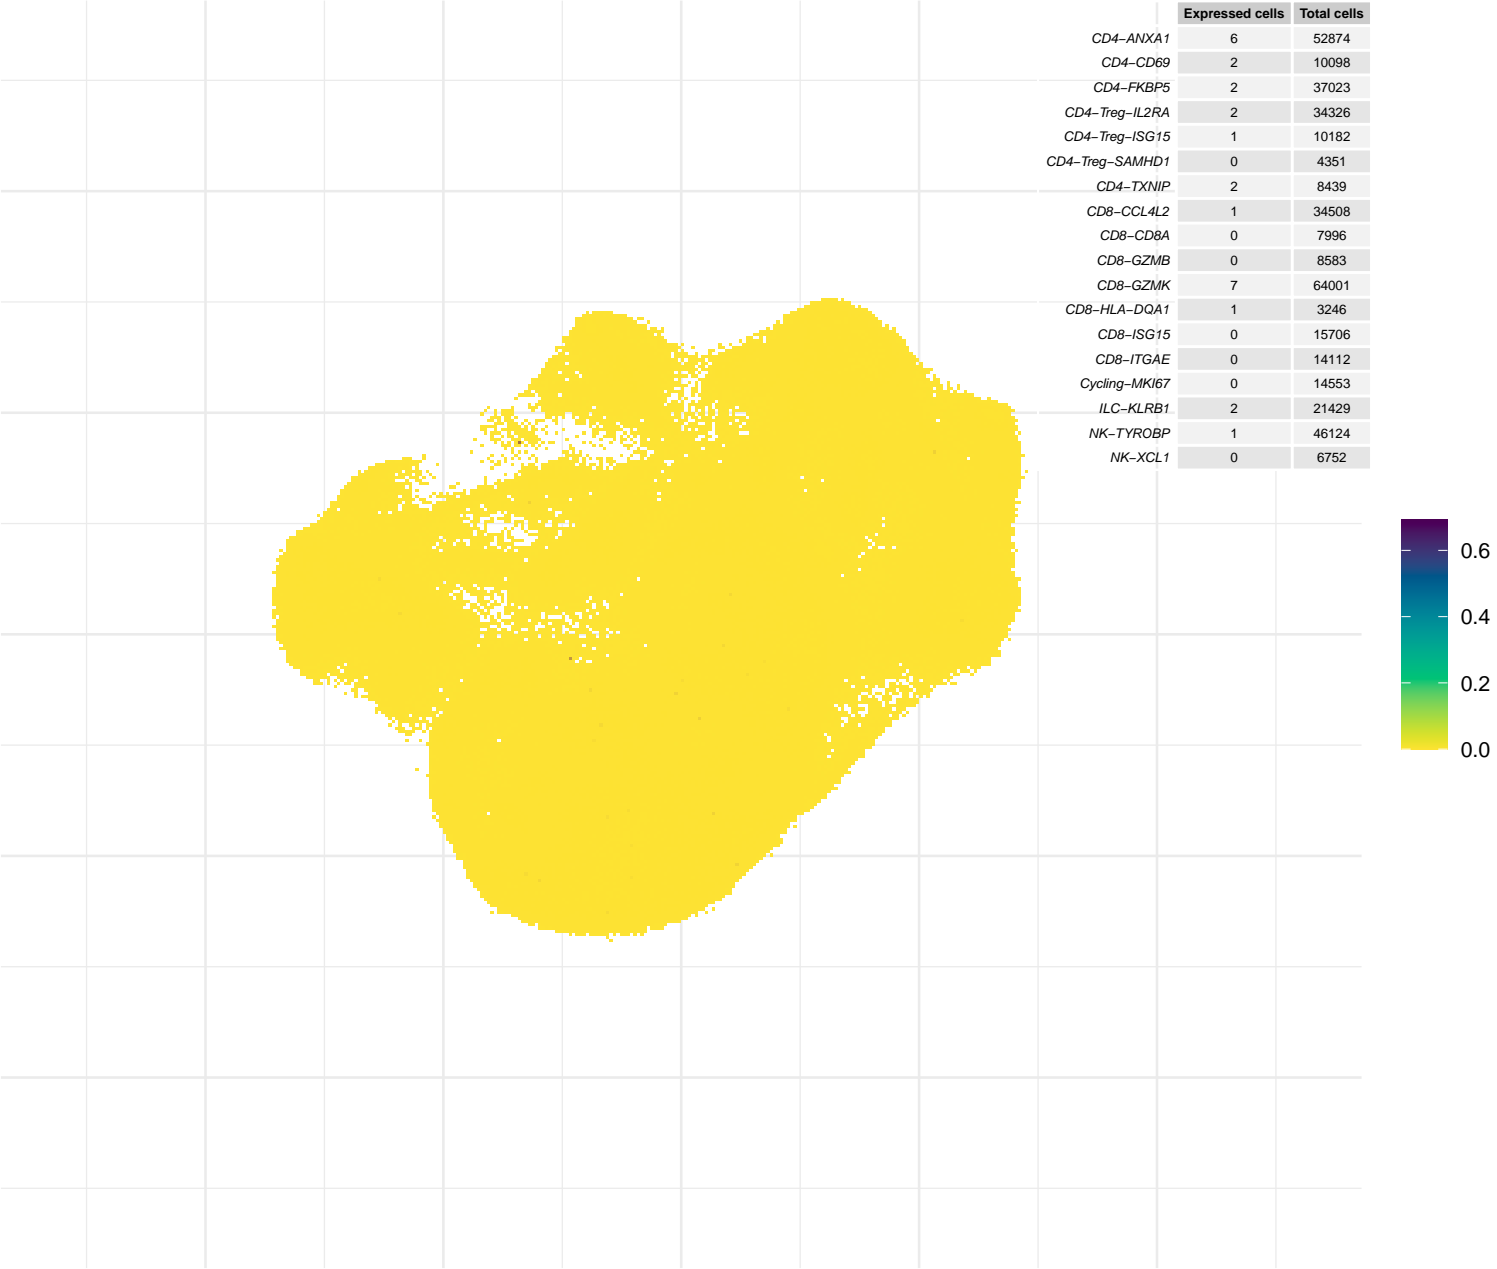 Expressed cells Total cells
CD4−ANXA1 6 52874
CD4−CD69 2 10098
CD4−FKBP5 2 37023
CD4−Treg−IL2RA 2 34326
CD4−Treg−ISG15 1 10182
CD4−Treg−SAMHD1 0 4351
CD4−TXNIP 2 8439
CD8−CCL4L2 1 34508
CD8−CD8A 0 7996
CD8−GZMB 0 8583
CD8−GZMK 7 64001
CD8−HLA−DQA1 1 3246
CD8−ISG15 0 15706
CD8−ITGAE 0 14112
Cycling−MKI67 0 14553
ILC−KLRB1 2 21429
NK−TYROBP 1 46124
NK−XCL1 0 6752
0.6
0.4
0.2
0.0